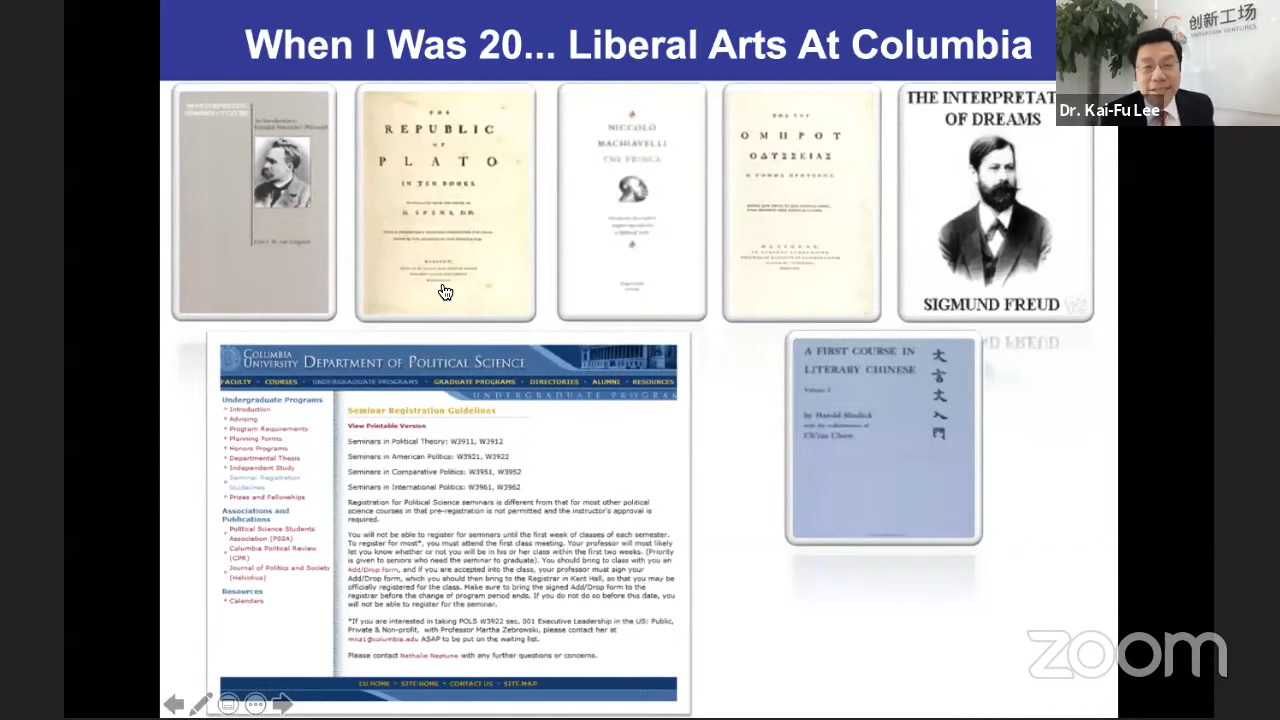 When I Was 20... Liberal Arts At Columbia
创新工场
INNOVATION VENTURES
Dr. Kai-Fu Lee
THE
REPUBLIC
OF
PLATO
IN TEN BOOKS
H. SPENS D.D.
NICCOLÒ
MACHIAVELLI
THE PRINCE
ΤΗΣ ΤΟΥ
ΟΜΗΡΟΥ
ΟΔΥΣΣΕΙΑΣ
THE INTERPRETAT
OF DREAMS
SIGMUND FREUD
COLUMBIA
UNIVERSITY
DEPARTMENT OF POLITICAL SCIENCE
FACULTY • COURSES • UNDERGRADUATE PROGRAMS • GRADUATE PROGRAMS • DIRECTORIES • ALUMNI • RESOURCES
UNDERGRADUATE PROGRAM
Undergraduate Programs
Introduction
Advising
Program Requirements
Planning Forms
Honors Programs
Departmental Thesis
Independent Study
Seminar Registration
Guidelines
Prizes and Fellowships
Associations and
Publications
Political Science Students
Association (PSSA)
Columbia Political Review
(CPR)
Journal of Politics and Society
(Helvidius)
Resources
Calendars
Seminar Registration Guidelines
View Printable Version
Seminars in Political Theory: W3911, W3912
Seminars in American Politics: W3921, W3922
Seminars in Comparative Politics: W3951, W3952
Seminars in International Politics: W3961, W3962
Registration for Political Science seminars is different from that for most other political
science courses in that pre-registration is not permitted and the instructor's approval is
required.
You will not be able to register for seminars until the first week of classes of each semester.
To register for most*, you must attend the first class meeting. Your professor will most likely
let you know whether or not you will be in his or her class within the first two weeks. (Priority
is given to seniors who need the seminar to graduate). You should bring to class with you an
Add/Drop form, and if you are accepted into the class, your professor must sign your
Add/Drop form, which you should then bring to the Registrar in Kent Hall, so that you may be
officially registered for the class. Make sure to bring the signed Add/Drop form to the
registrar before the change of program period ends. If you do not do so before this date, you
will not be able to register for the seminar.
*If you are interested in taking POLS W3922 sec. 001 Executive Leadership in the US: Public,
Private & Non-profit, with Professor Martha Zebrowski, please contact her at
mkz1@columbia.edu ASAP to be put on the waiting list.
Please contact Nathalie Neptune with any further questions or concerns.
CU HOME • SITE HOME • CONTACT US • SITE MAP
A FIRST COURSE IN
LITERARY CHINESE
文言文入門
by Harold Shadick
with the collaboration of
Ch'iao Chien
zoom